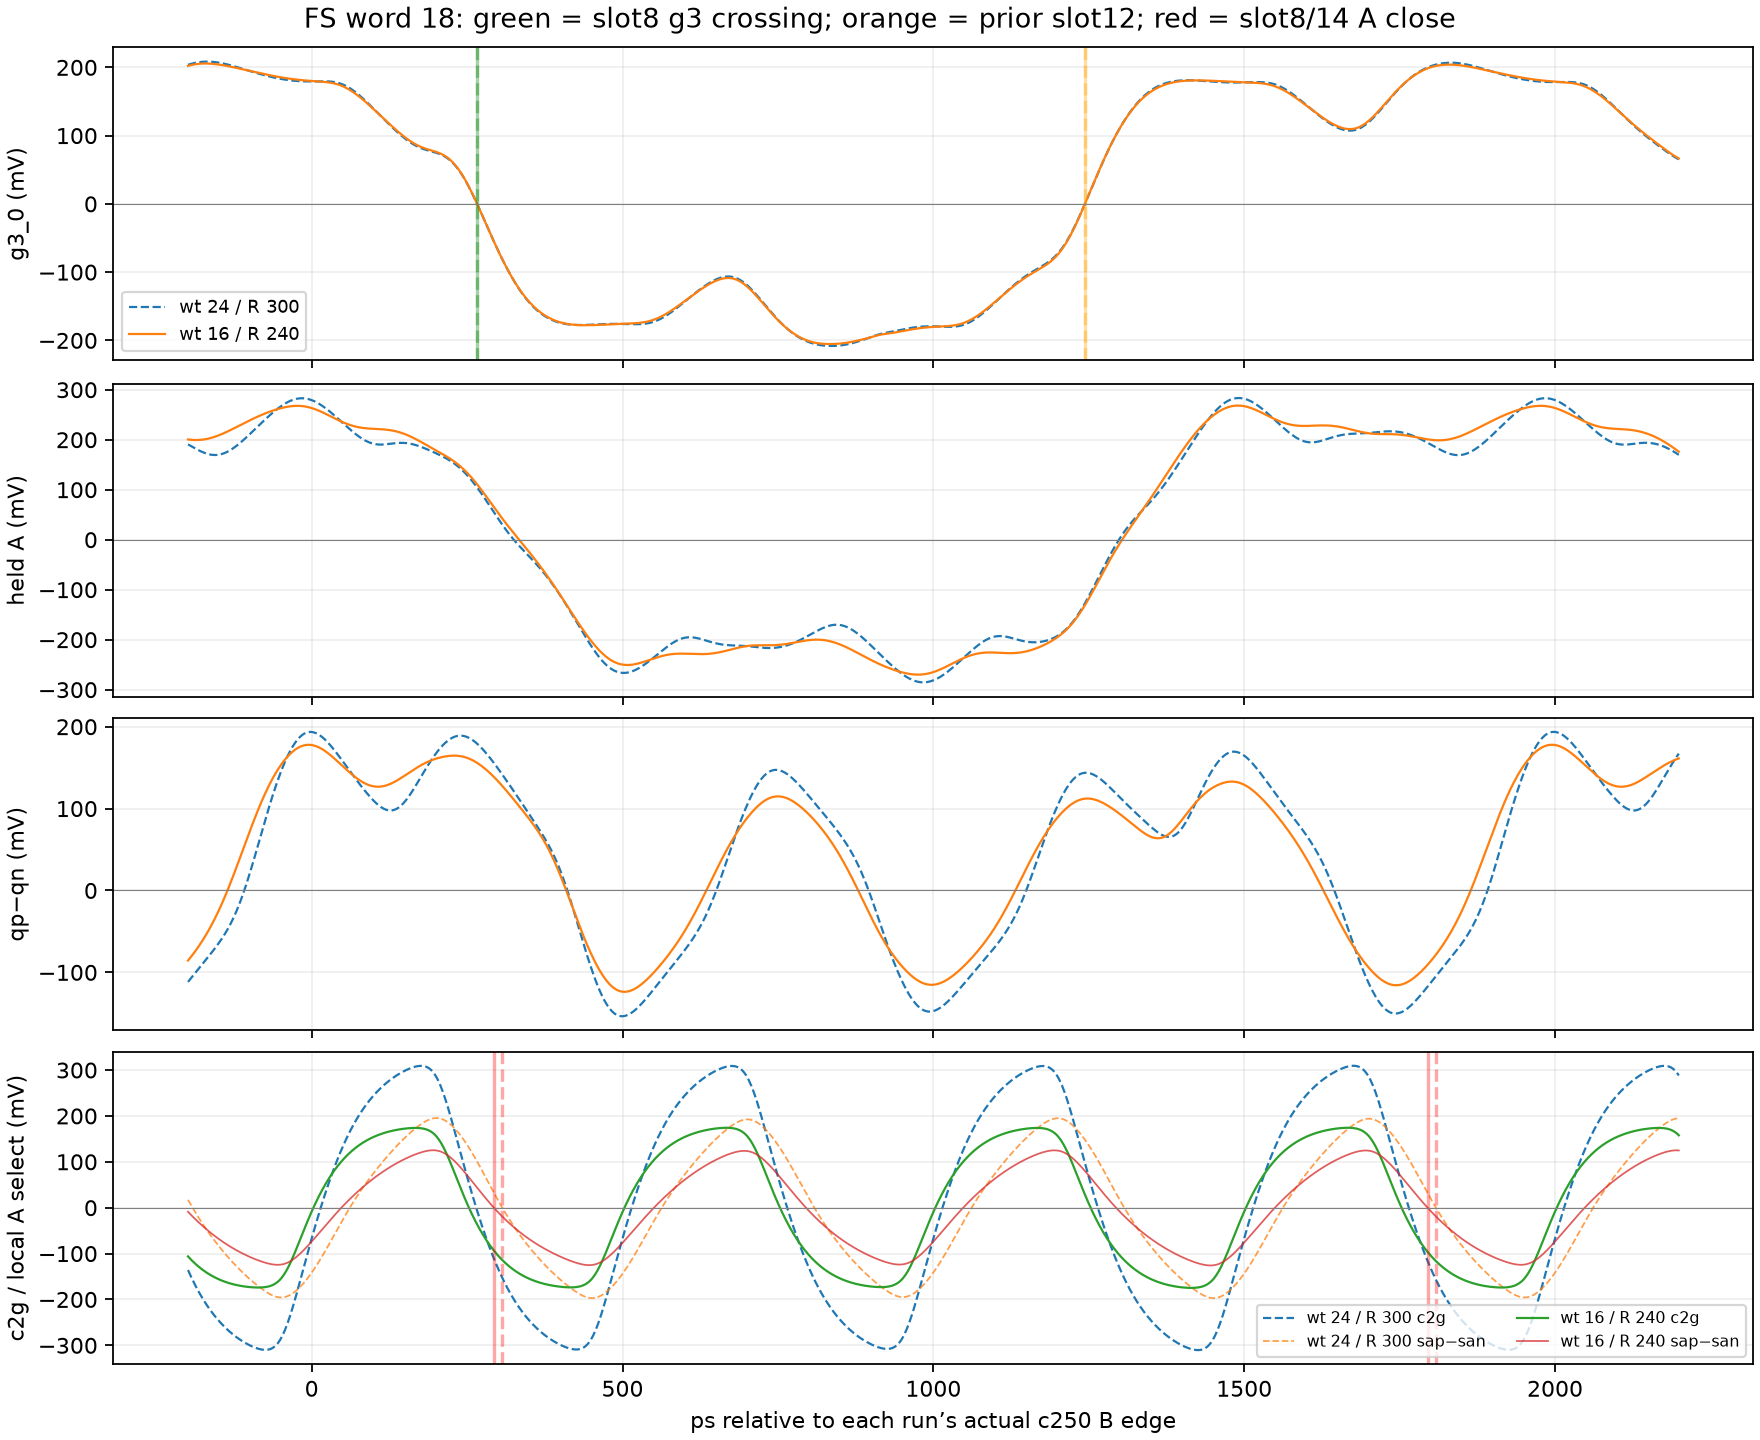 FS word 18: green = slot8 g3 crossing; orange = prior slot12; red = slot8/14 A close
g3_0 (mV)
200
100
0
−100
−200
wt 24 / R 300
wt 16 / R 240
held A (mV)
300
200
100
0
−100
−200
−300
qp−qn (mV)
200
100
0
−100
c2g / local A select (mV)
300
200
100
0
−100
−200
−300
wt 24 / R 300 c2g
wt 24 / R 300 sap−san
wt 16 / R 240 c2g
wt 16 / R 240 sap−san
0 500 1000 1500 2000
ps relative to each run’s actual c250 B edge